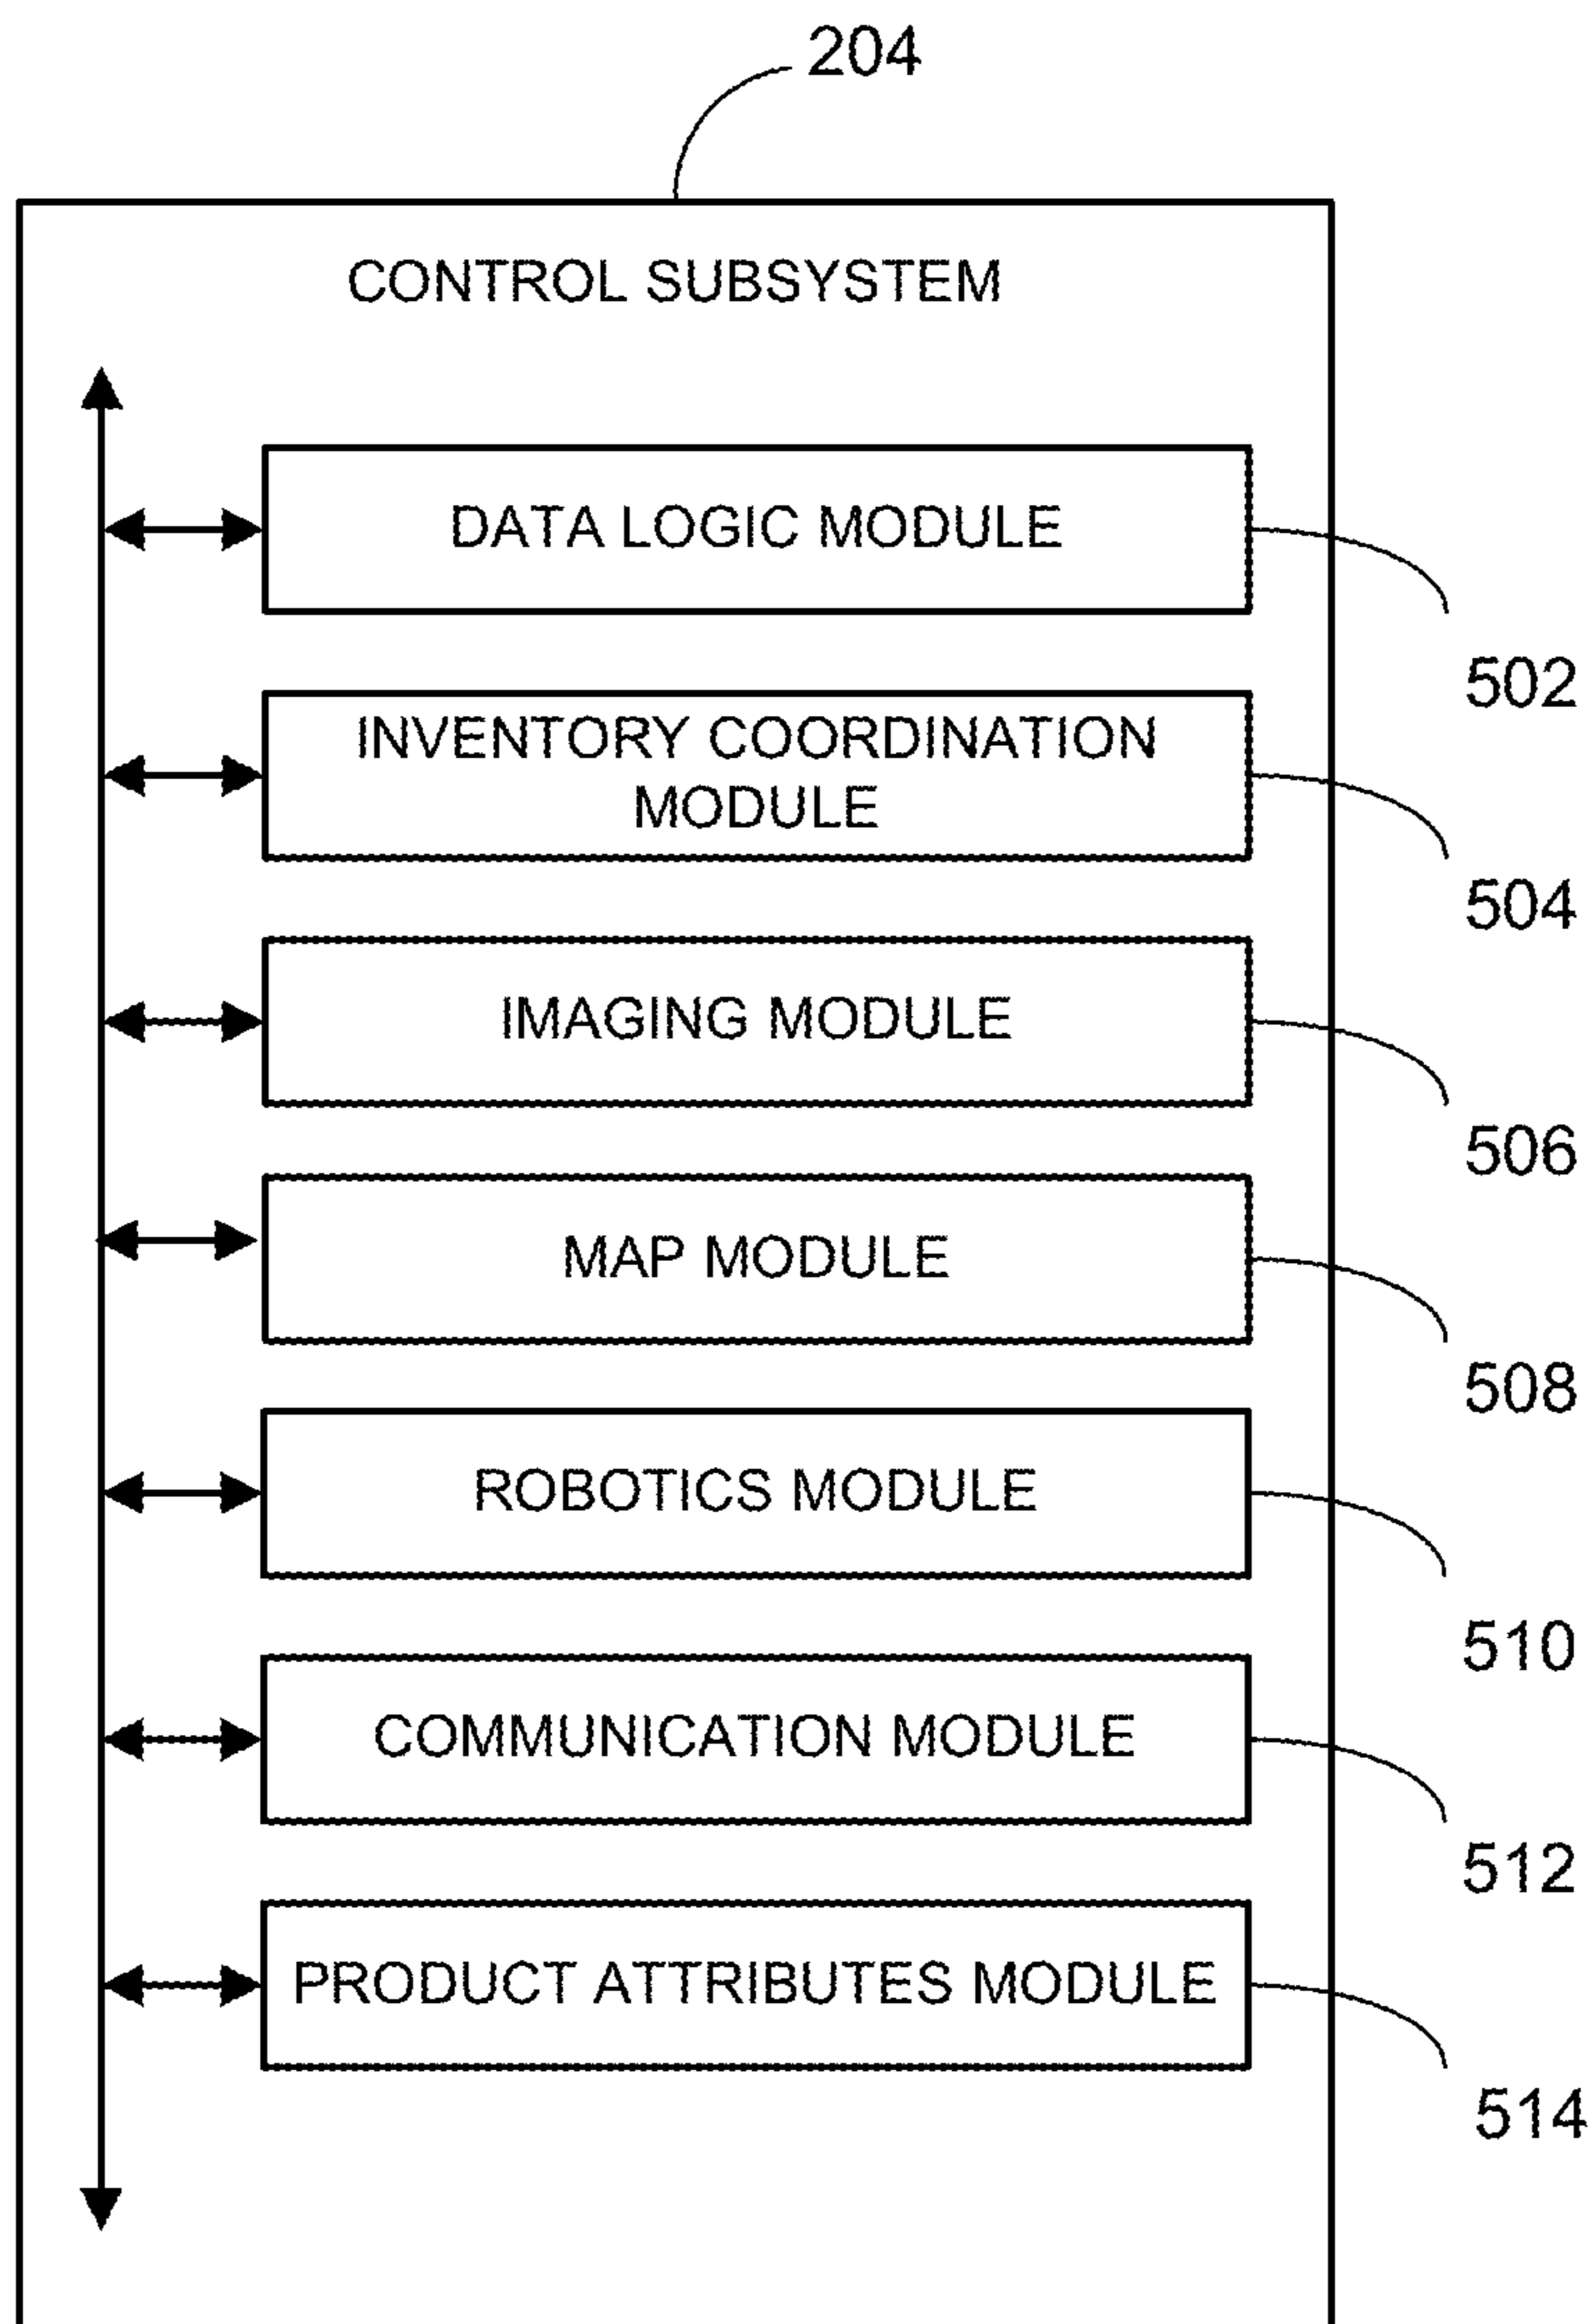 204
CONTROL SUBSYSTEM
DATA LOGIC MODULE
502
INVENTORY COORDINATION
MODULE
504
IMAGING MODULE
506
MAP MODULE
508
ROBOTICS MODULE
510
COMMUNICATION MODULE
512
PRODUCT ATTRIBUTES MODULE
514